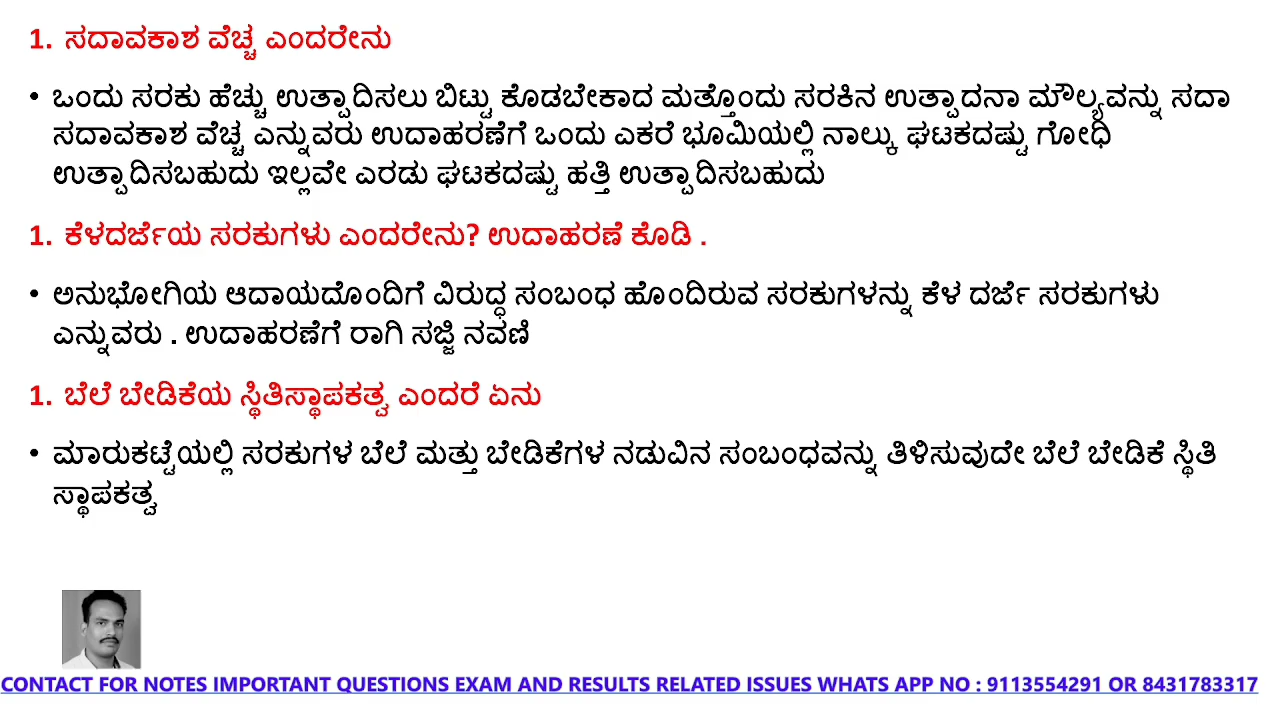 1. ಸದಾವಕಾಶ ವೆಚ್ಚ ಎಂದರೇನು
• ಒಂದು ಸರಕು ಹೆಚ್ಚು ಉತ್ಪಾದಿಸಲು ಬಿಟ್ಟು ಕೊಡಬೇಕಾದ ಮತ್ತೊಂದು ಸರಕಿನ ಉತ್ಪಾದನಾ ಮೌಲ್ಯವನ್ನು ಸದಾ
ಸದಾವಕಾಶ ವೆಚ್ಚ ಎನ್ನುವರು ಉದಾಹರಣೆಗೆ ಒಂದು ಎಕರೆ ಭೂಮಿಯಲ್ಲಿ ನಾಲ್ಕು ಘಟಕದಷ್ಟು ಗೋಧಿ
ಉತ್ಪಾದಿಸಬಹುದು ಇಲ್ಲವೇ ಎರಡು ಘಟಕದಷ್ಟು ಹತ್ತಿ ಉತ್ಪಾದಿಸಬಹುದು
1. ಕೆಳದರ್ಜೆಯ ಸರಕುಗಳು ಎಂದರೇನು? ಉದಾಹರಣೆ ಕೊಡಿ .
• ಅನುಭೋಗಿಯ ಆದಾಯದೊಂದಿಗೆ ವಿರುದ್ಧ ಸಂಬಂಧ ಹೊಂದಿರುವ ಸರಕುಗಳನ್ನು ಕೆಳ ದರ್ಜೆ ಸರಕುಗಳು
ಎನ್ನುವರು . ಉದಾಹರಣೆಗೆ ರಾಗಿ ಸಜ್ಜಿ ನವಣಿ
1. ಬೆಲೆ ಬೇಡಿಕೆಯ ಸ್ಥಿತಿಸ್ಥಾಪಕತ್ವ ಎಂದರೆ ಏನು
• ಮಾರುಕಟ್ಟೆಯಲ್ಲಿ ಸರಕುಗಳ ಬೆಲೆ ಮತ್ತು ಬೇಡಿಕೆಗಳ ನಡುವಿನ ಸಂಬಂಧವನ್ನು ತಿಳಿಸುವುದೇ ಬೆಲೆ ಬೇಡಿಕೆ ಸ್ಥಿತಿ
ಸ್ಥಾಪಕತ್ವ
CONTACT FOR NOTES IMPORTANT QUESTIONS EXAM AND RESULTS RELATED ISSUES WHATS APP NO : 9113554291 OR 8431783317